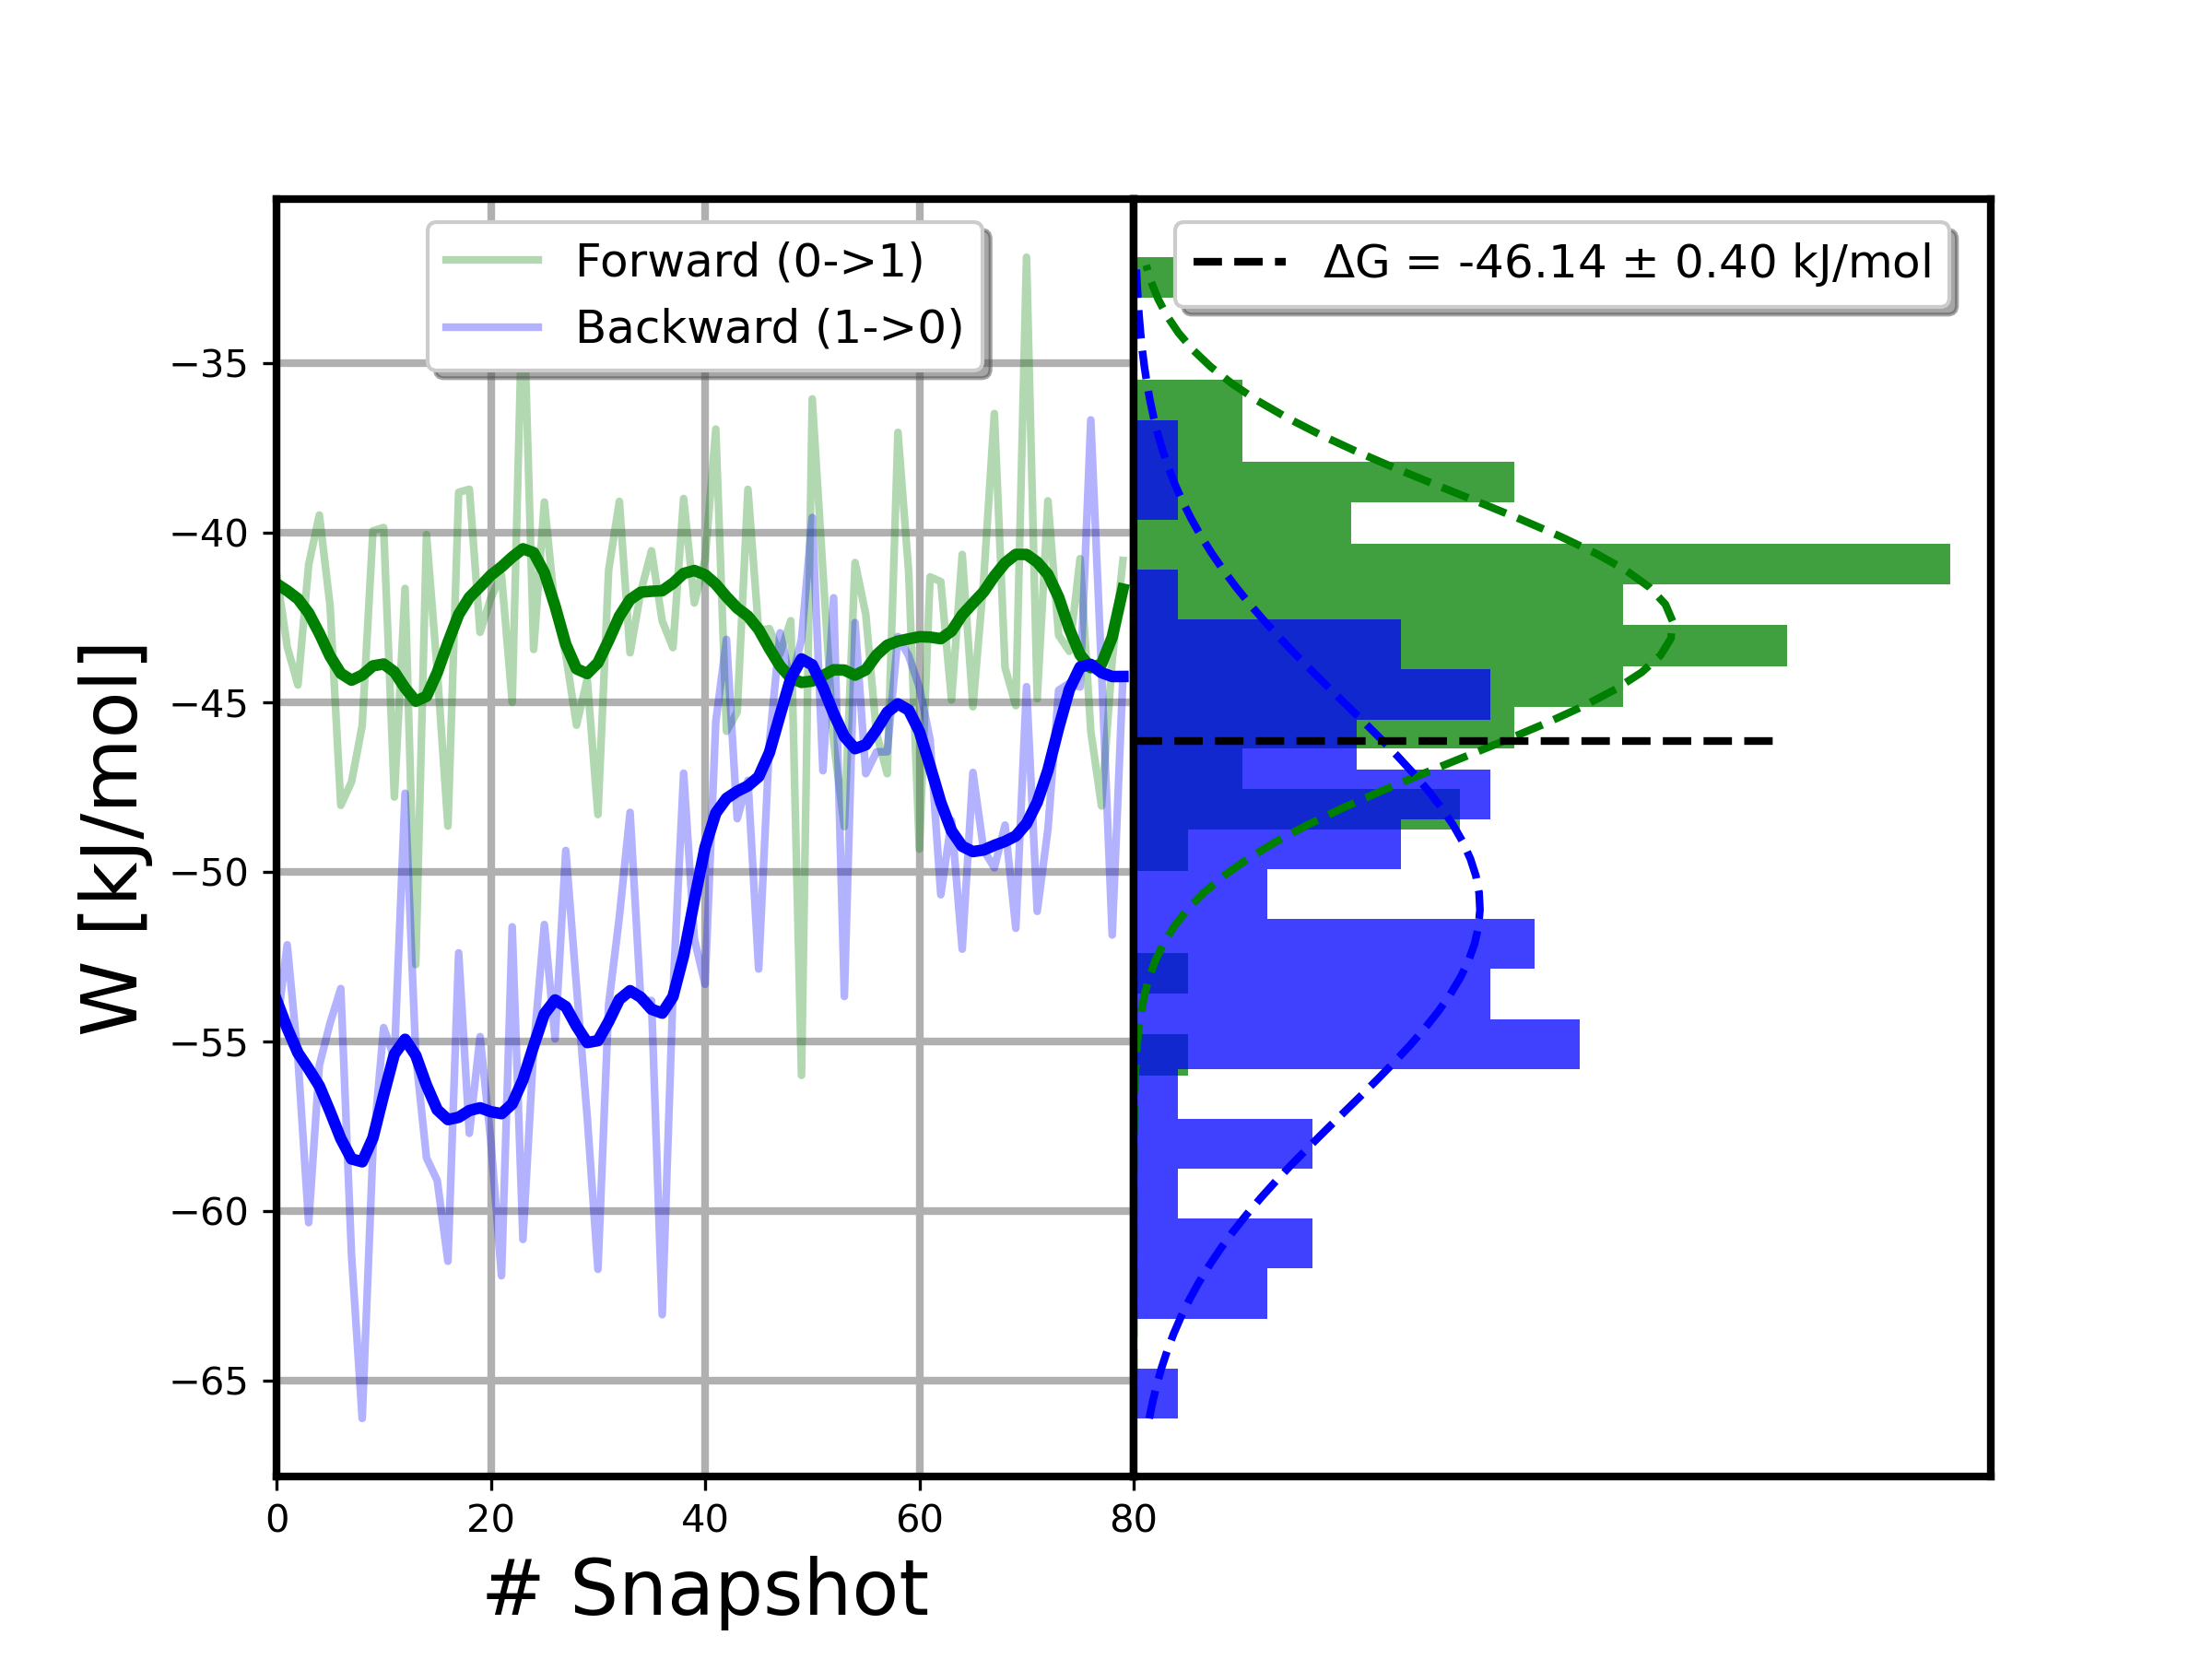 Forward (0->1)
Backward (1->0)
ΔG = -46.14 ± 0.40 kJ/mol
W [kJ/mol]
−35
−40
−45
−50
−55
−60
−65
0 20 40 60 80
# Snapshot